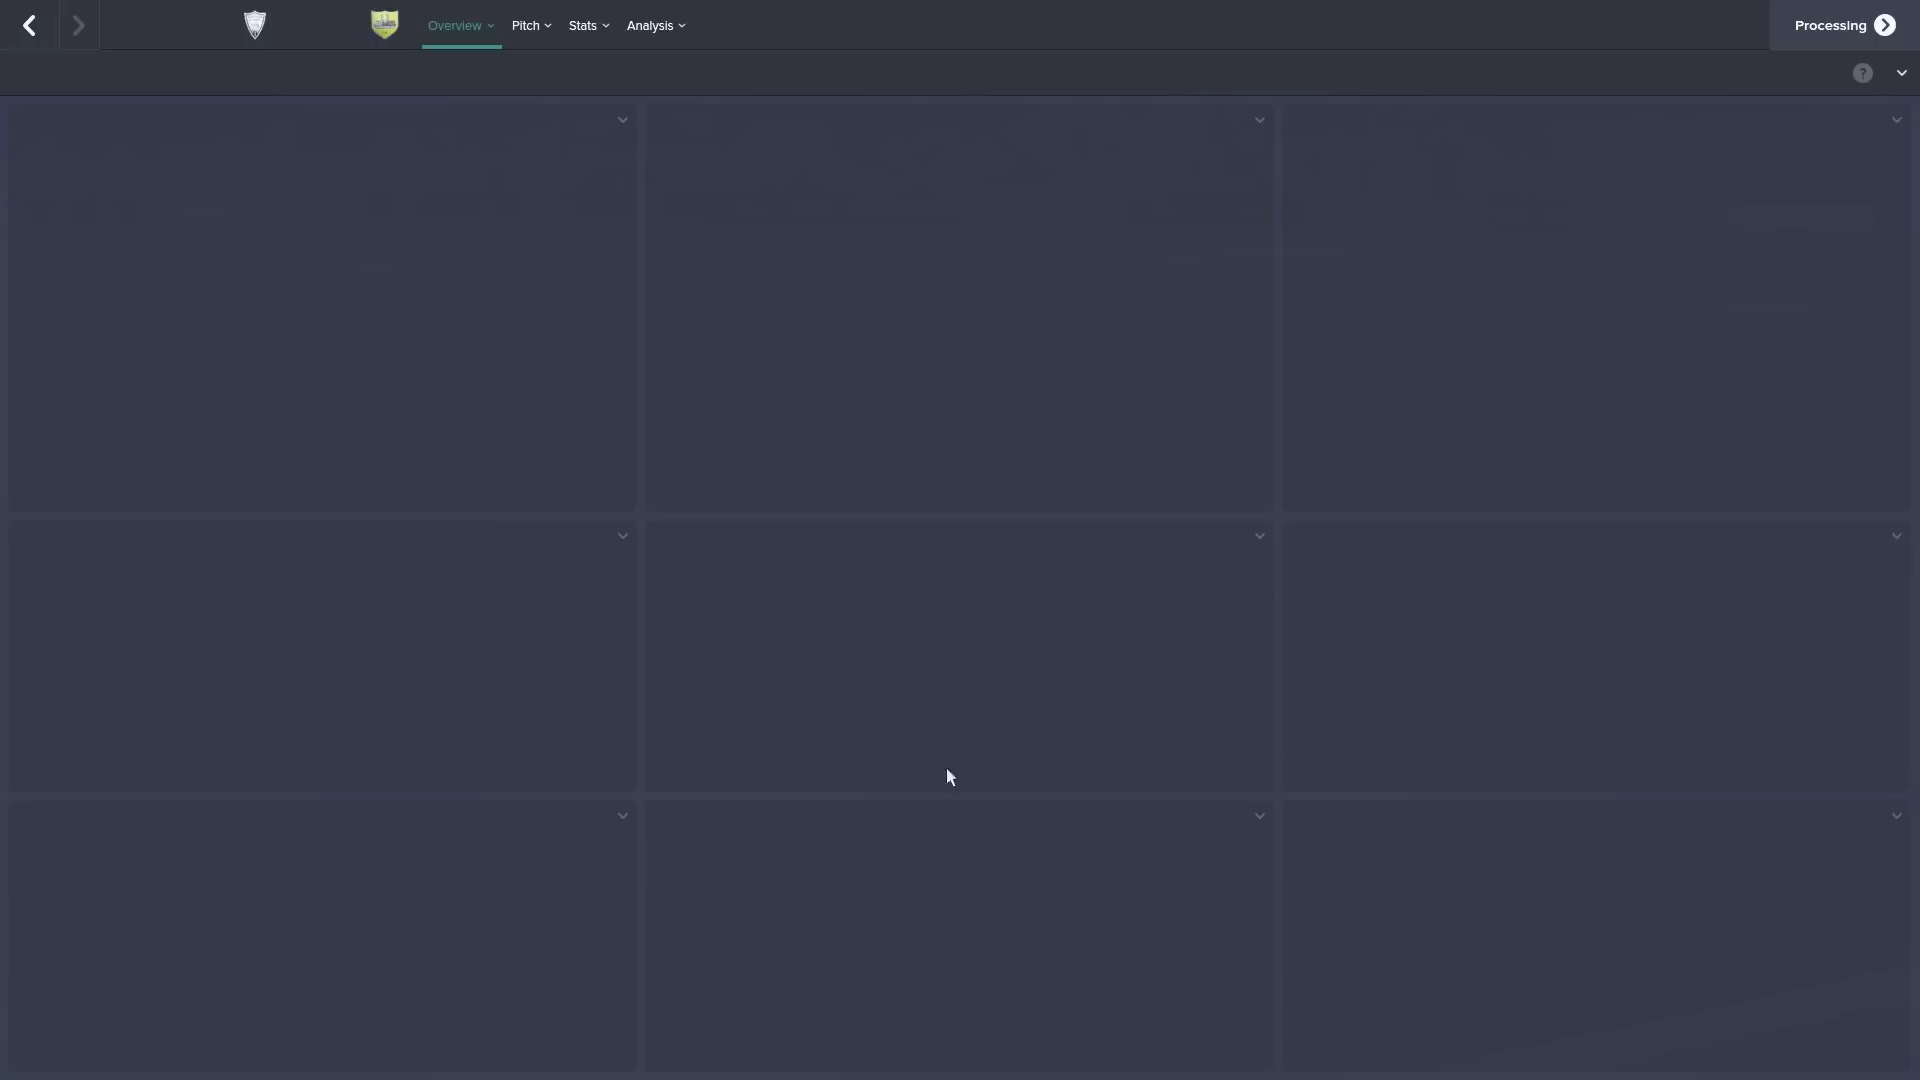 Overview
Pitch
Stats
Analysis
Processing
?